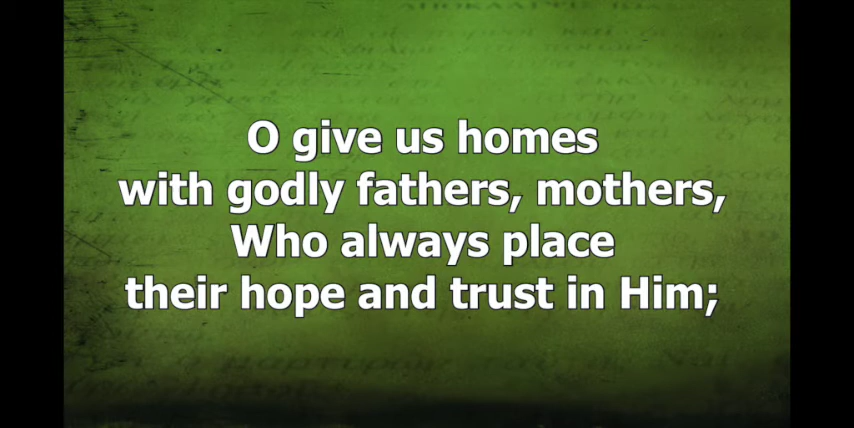 O give us homes
with godly fathers, mothers,
Who always place
their hope and trust in Him;